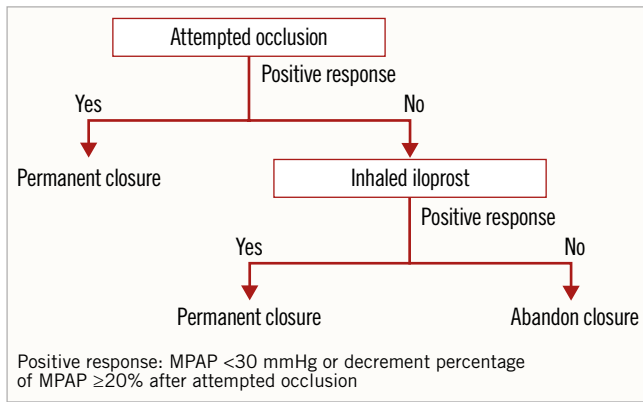 Attempted occlusion
Positive response
Yes
No
Permanent closure
Inhaled iloprost
Positive response
Yes
No
Permanent closure
Abandon closure
Positive response: MPAP <30 mmHg or decrement percentage
of MPAP ≥20% after attempted occlusion